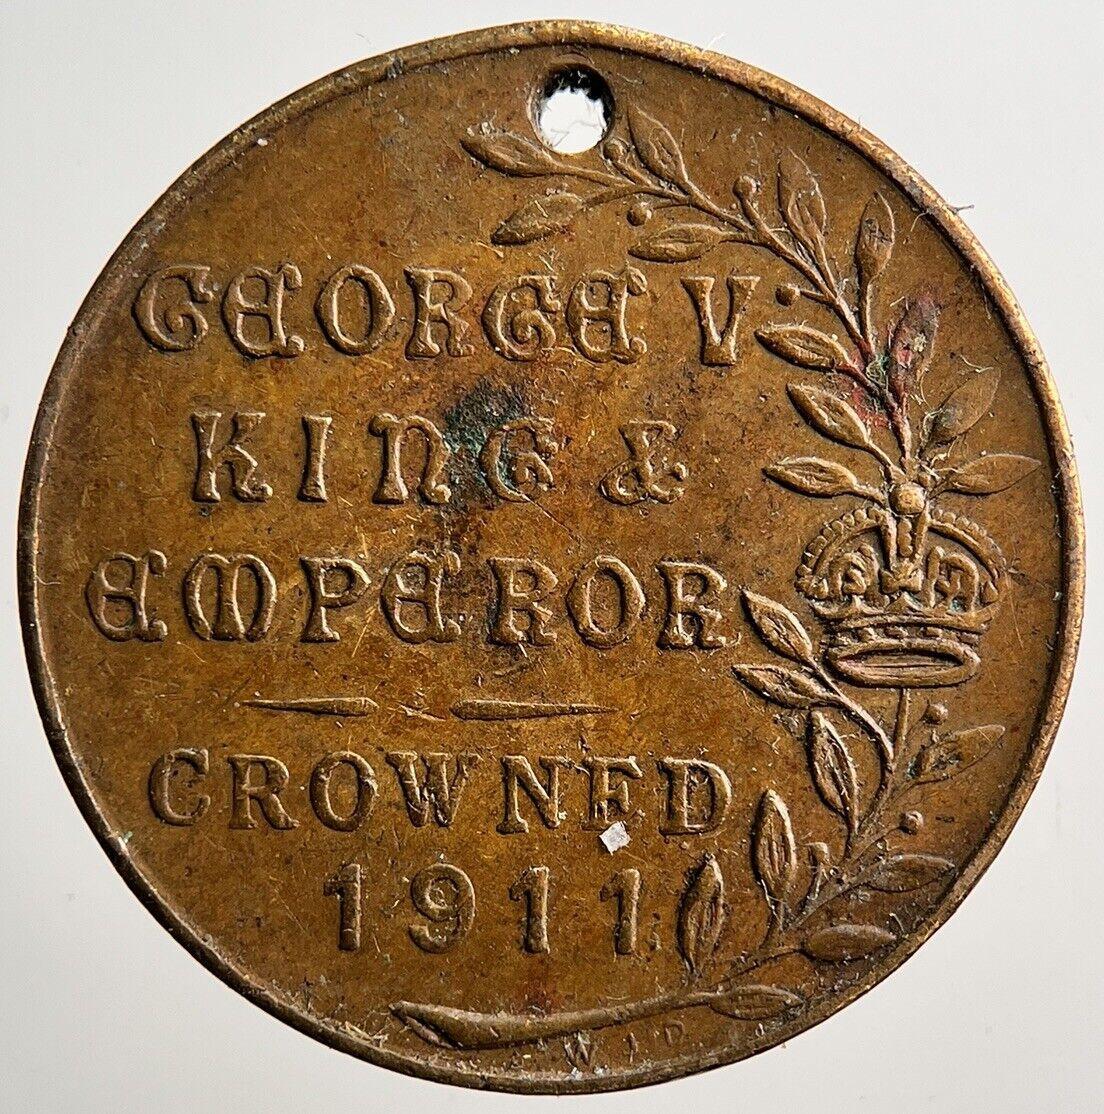 GEORGE V
KING &
EMPEROR
CROWNED
1911
W J D